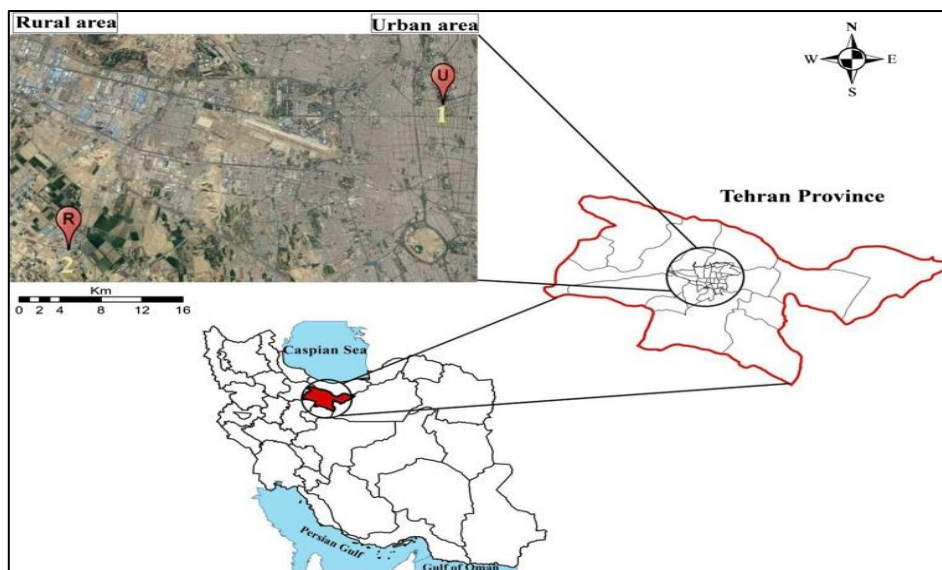 Rural area
Urban area
N
W
E
S
U
1
R
2
Tehran Province
Km
0 2 4 8 12 16
Caspian Sea
Persian Gulf
Gulf of Oman